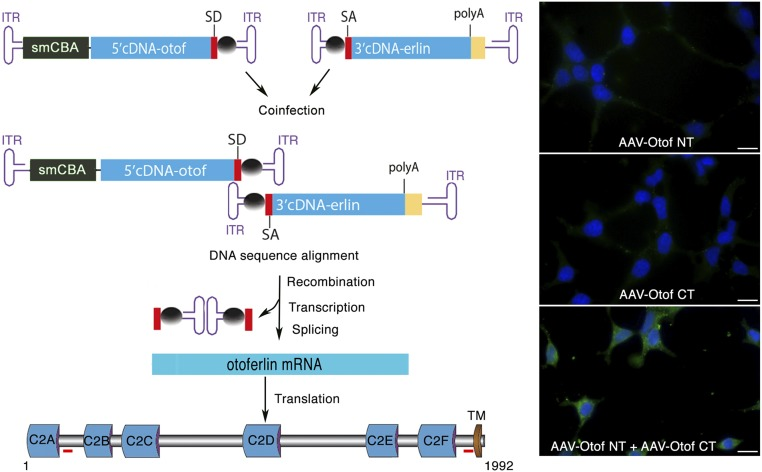 ITR
SD
ITR
smCBA
5'cDNA-otof
ITR
SA
polyA
ITR
3'cDNA-erlin
Coinfection
ITR
SD
ITR
smCBA
5'cDNA-otof
polyA
ITR
3'cDNA-erlin
ITR
SA
DNA sequence alignment
Recombination
Transcription
Splicing
otoferlin mRNA
Translation
TM
C2A
C2B
C2C
C2D
C2E
C2F
1
1992
AAV-Otof NT
AAV-Otof CT
AAV-Otof NT + AAV-Otof CT